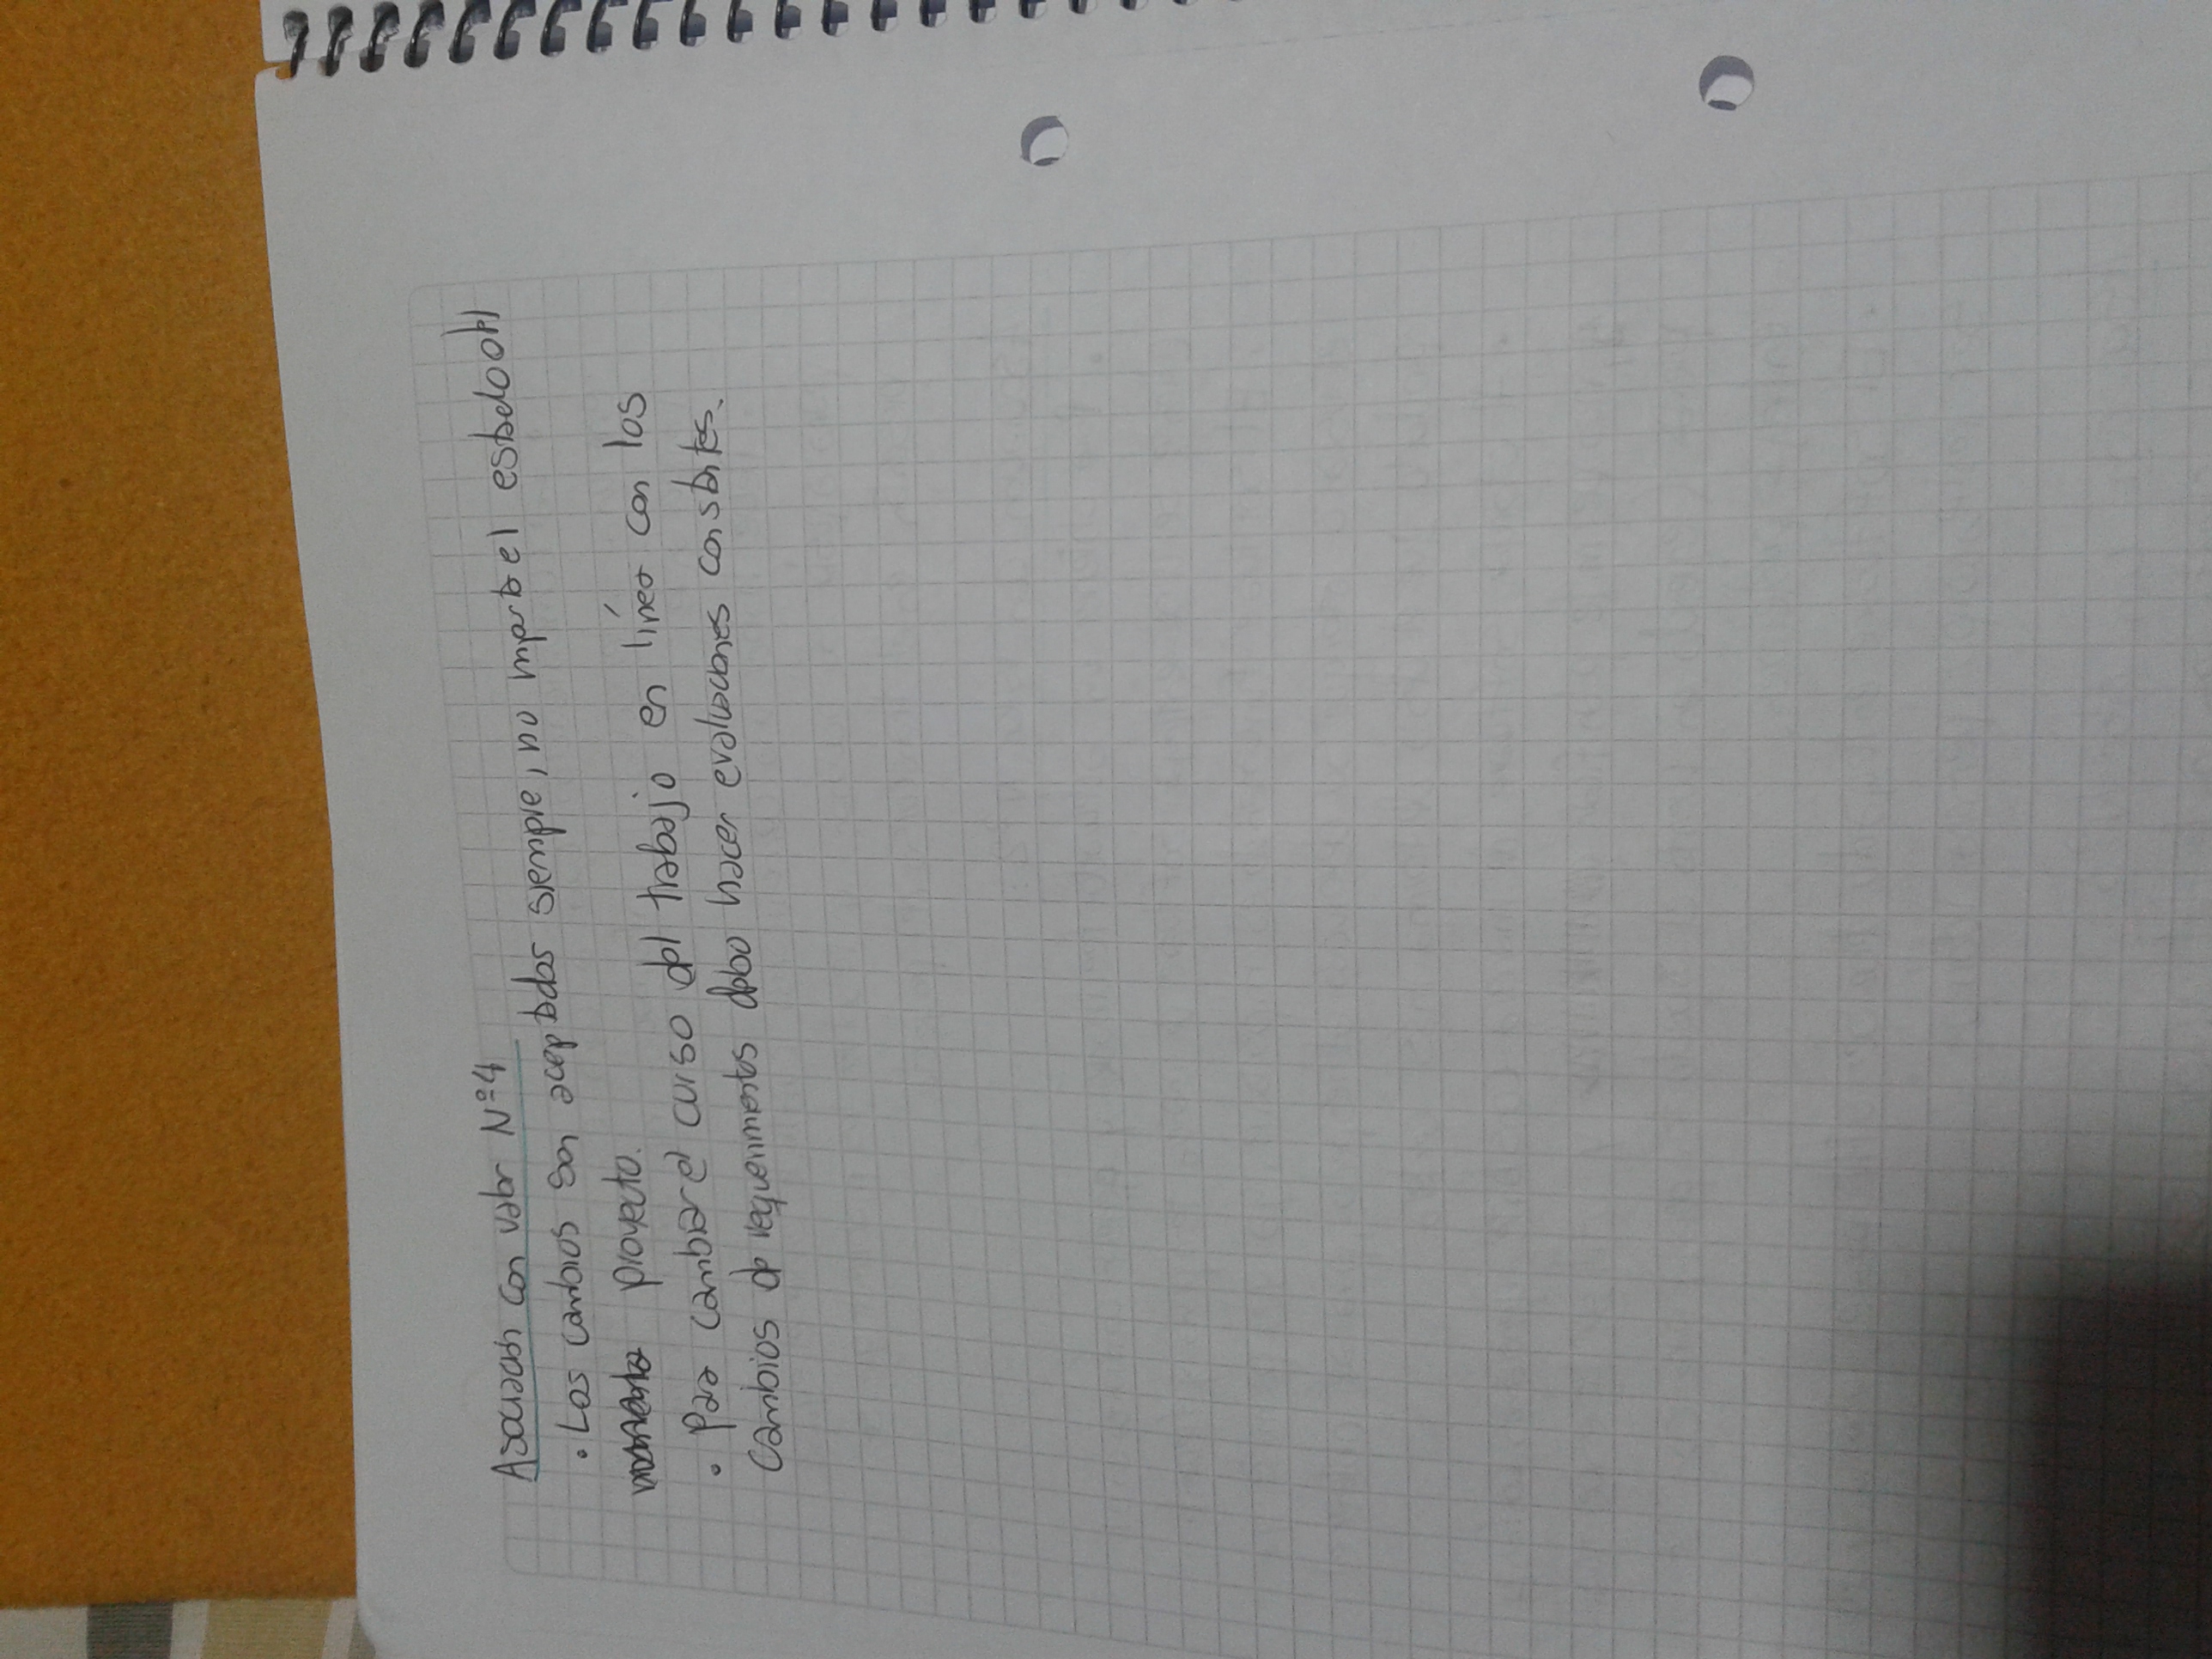 Asociación con valor Nº4
• Los cambios son aceptados siempre, no importa el estado del
proyecto.
• Para cambiar el curso del trabajo en línea con los
cambios de requerimientos debo hacer evaluaciones constantes.